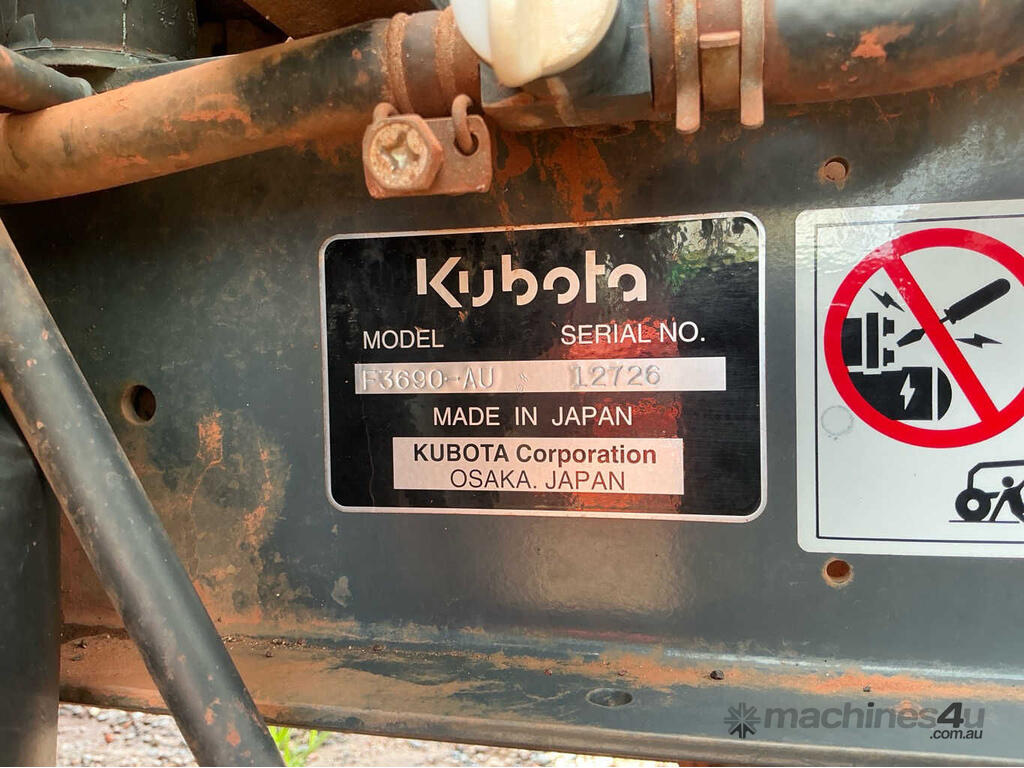 Kubota
MODEL SERIAL NO.
F3690-AU 12726
MADE IN JAPAN
KUBOTA Corporation
OSAKA. JAPAN
machines4u
.com.au